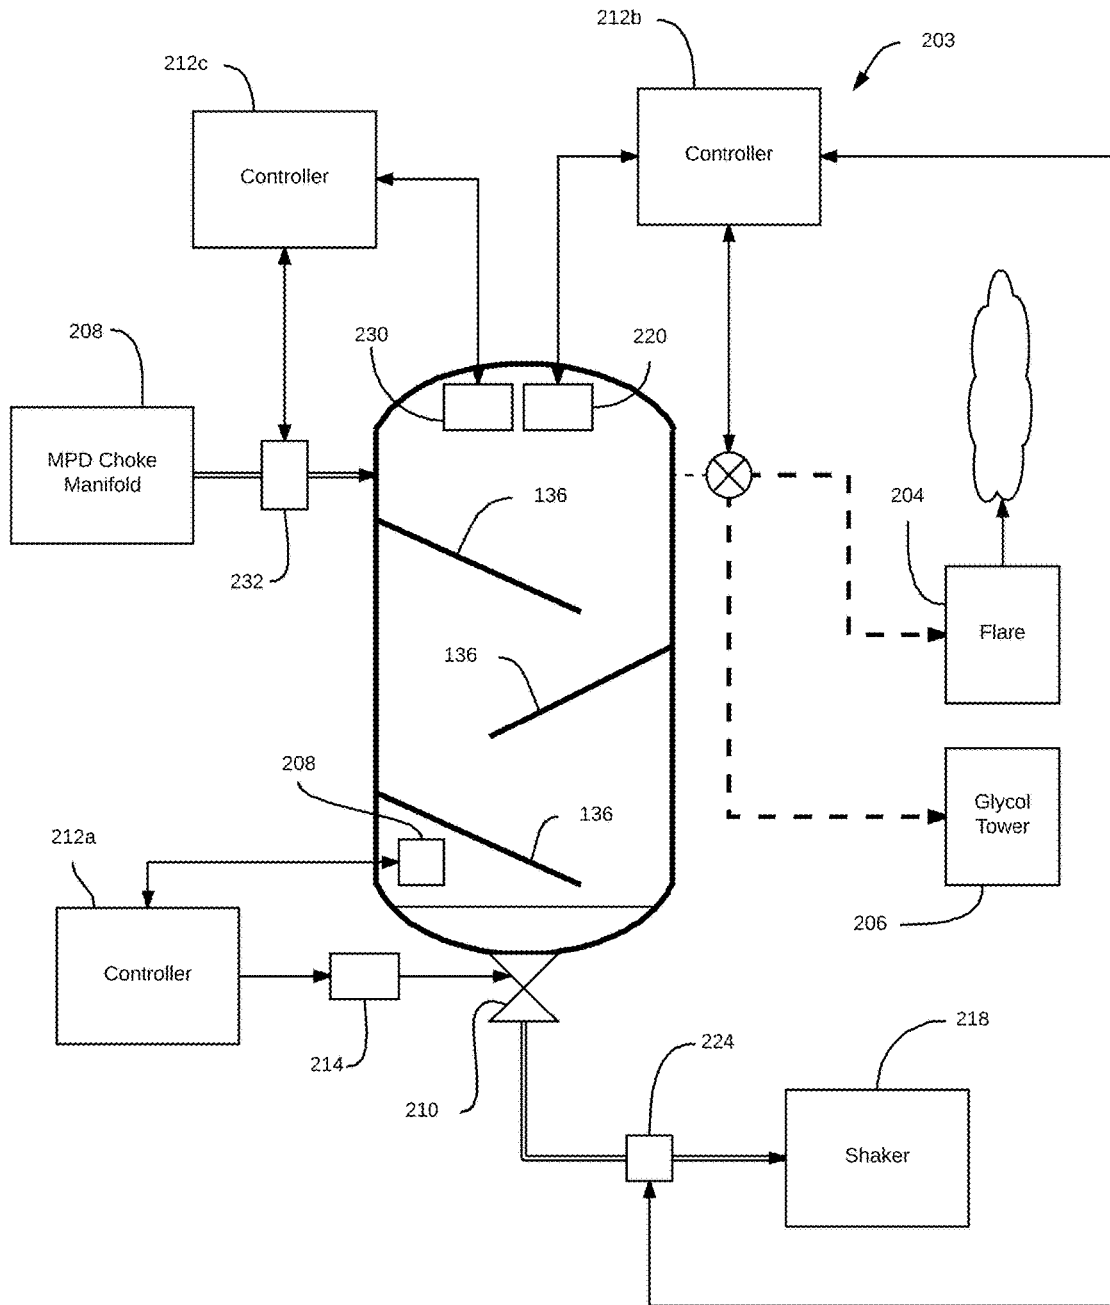 212b
203
212c
Controller
Controller
208
230
220
MPD Choke
Manifold
136
204
232
Flare
136
208
Glycol
Tower
136
212a
206
Controller
218
224
214
210
Shaker